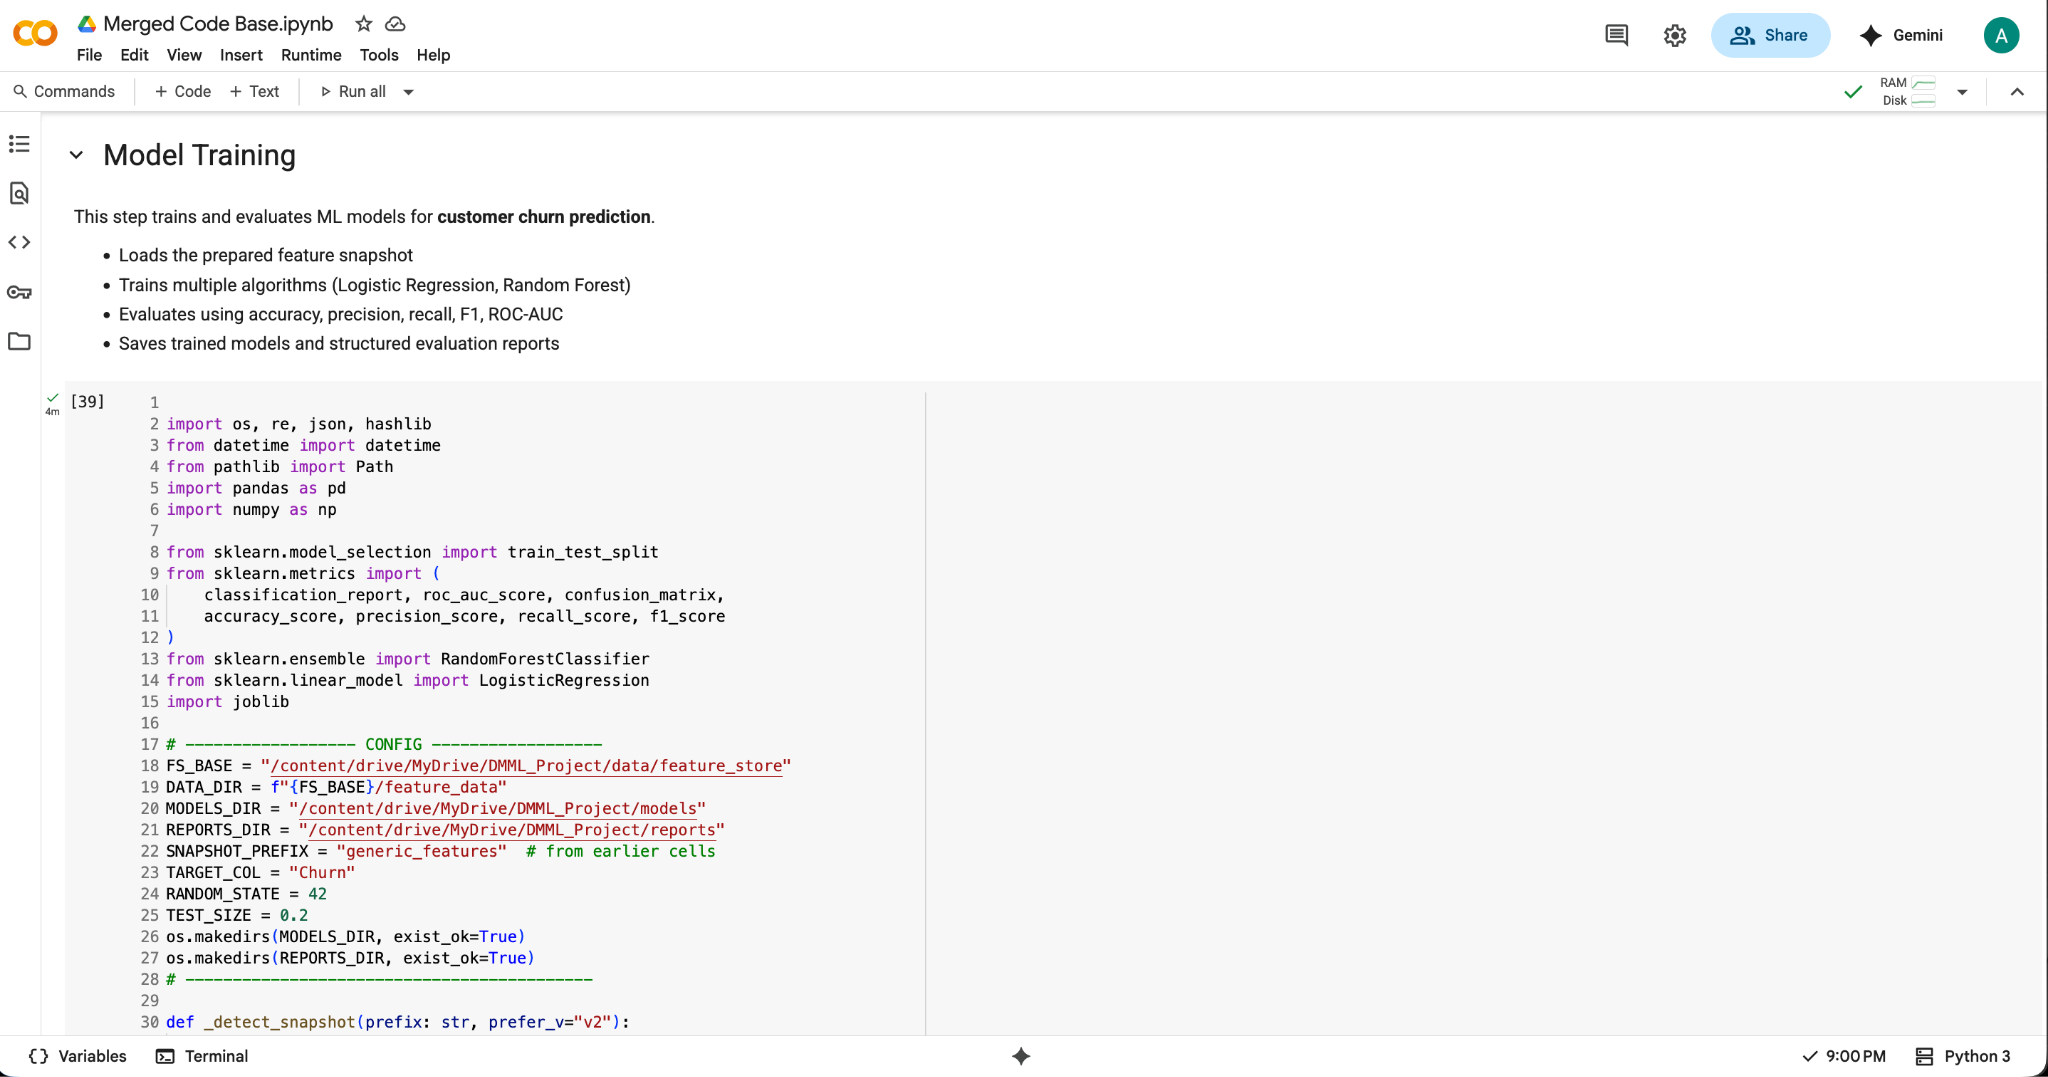 Merged Code Base.ipynb
File Edit View Insert Runtime Tools Help
Share
Gemini
A
Commands + Code + Text Run all
RAM
Disk
Model Training
This step trains and evaluates ML models for customer churn prediction.
• Loads the prepared feature snapshot
• Trains multiple algorithms (Logistic Regression, Random Forest)
• Evaluates using accuracy, precision, recall, F1, ROC-AUC
• Saves trained models and structured evaluation reports
4m
[39]
1
2 import os, re, json, hashlib
3 from datetime import datetime
4 from pathlib import Path
5 import pandas as pd
6 import numpy as np
7
8 from sklearn.model_selection import train_test_split
9 from sklearn.metrics import (
10     classification_report, roc_auc_score, confusion_matrix,
11     accuracy_score, precision_score, recall_score, f1_score
12 )
13 from sklearn.ensemble import RandomForestClassifier
14 from sklearn.linear_model import LogisticRegression
15 import joblib
16
17 # ------------------ CONFIG ------------------
18 FS_BASE = "/content/drive/MyDrive/DMML_Project/data/feature_store"
19 DATA_DIR = f"{FS_BASE}/feature_data"
20 MODELS_DIR = "/content/drive/MyDrive/DMML_Project/models"
21 REPORTS_DIR = "/content/drive/MyDrive/DMML_Project/reports"
22 SNAPSHOT_PREFIX = "generic_features"  # from earlier cells
23 TARGET_COL = "Churn"
24 RANDOM_STATE = 42
25 TEST_SIZE = 0.2
26 os.makedirs(MODELS_DIR, exist_ok=True)
27 os.makedirs(REPORTS_DIR, exist_ok=True)
28 # -------------------------------------------
29
30 def _detect_snapshot(prefix: str, prefer_v="v2"):
Variables Terminal
9:00 PM Python 3